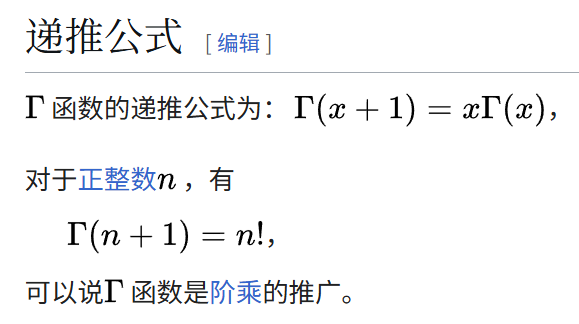 递推公式 [编辑]
Γ 函数的递推公式为：Γ(x + 1) = xΓ(x)，
对于正整数n，有
Γ(n + 1) = n!，
可以说Γ 函数是阶乘的推广。